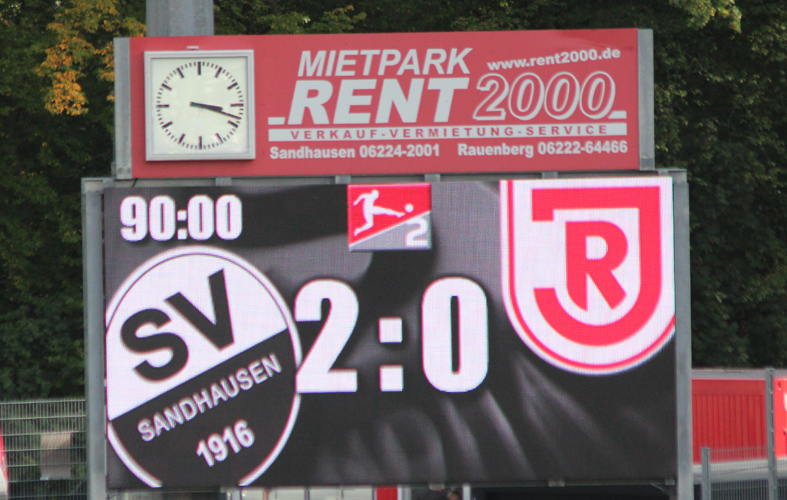 MIETPARK www.rent2000.de
RENT 2000
VERKAUF-VERMIETUNG-SERVICE
Sandhausen 06224-2001 Rauenberg 06222-64466
90:00
2
SV
SANDHAUSEN
1916
2:0
JR